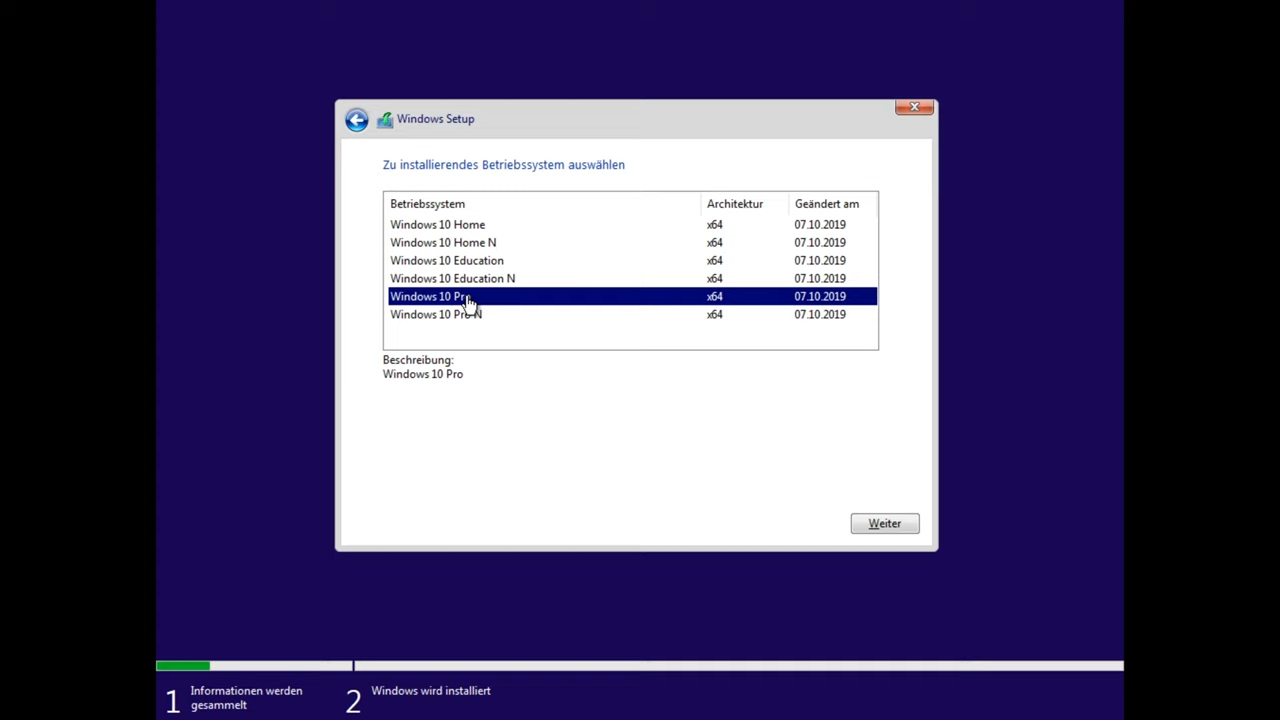 Windows Setup
Zu installierendes Betriebssystem auswählen
Betriebssystem Architektur Geändert am
Windows 10 Home x64 07.10.2019
Windows 10 Home N x64 07.10.2019
Windows 10 Education x64 07.10.2019
Windows 10 Education N x64 07.10.2019
Windows 10 Pro x64 07.10.2019
Windows 10 Pro N x64 07.10.2019
Beschreibung:
Windows 10 Pro
Weiter
1 Informationen werden
gesammelt
2 Windows wird installiert